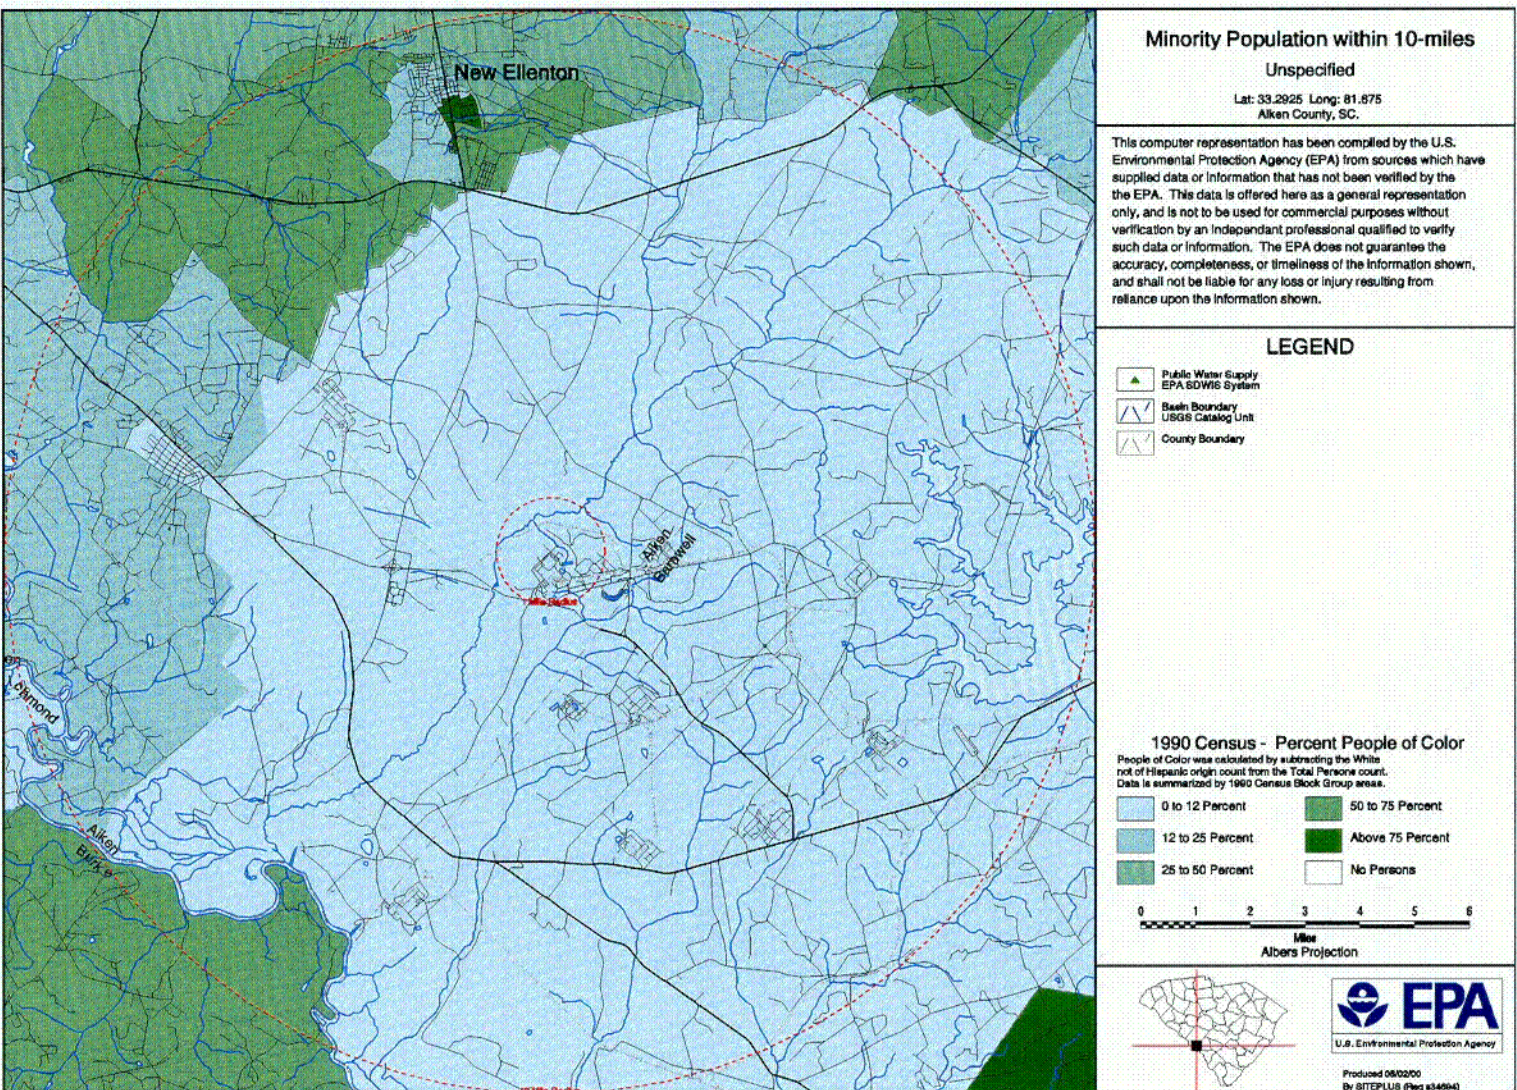 New Ellenton
Aiken
Barnwell
Mile Radius
chmond
Aiken
Burke
Minority Population within 10-miles
Unspecified
Lat: 33.2925 Long: 81.675
Aiken County, SC.
This computer representation has been compiled by the U.S.
Environmental Protection Agency (EPA) from sources which have
supplied data or information that has not been verified by the
the EPA. This data is offered here as a general representation
only, and is not to be used for commercial purposes without
verification by an independant professional qualified to verify
such data or information. The EPA does not guarantee the
accuracy, completeness, or timeliness of the information shown,
and shall not be liable for any loss or injury resulting from
reliance upon the information shown.
LEGEND
Public Water Supply
EPA SDWIS System
Basin Boundary
USGS Catalog Unit
County Boundary
1990 Census - Percent People of Color
People of Color was calculated by subtracting the White
not of Hispanic origin count from the Total Persons count.
Data is summarized by 1990 Census Block Group areas.
0 to 12 Percent
50 to 75 Percent
12 to 25 Percent
Above 75 Percent
25 to 50 Percent
No Persons
0 1 2 3 4 5 6
Miles
Albers Projection
EPA
U.S. Environmental Protection Agency
Produced 06/02/00
By SITEPLUS (Req #34694)